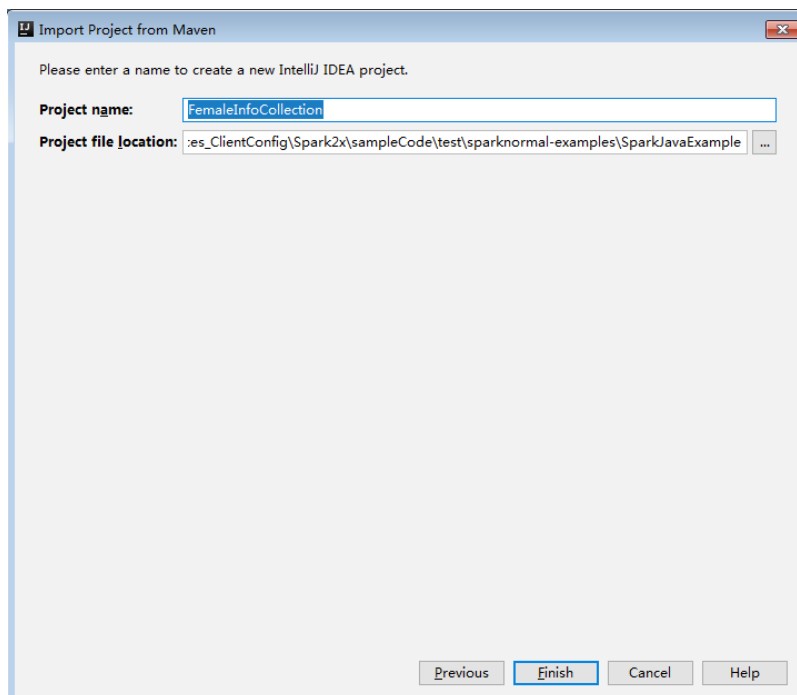 Import Project from Maven
Please enter a name to create a new IntelliJ IDEA project.
Project name: FemaleInfoCollection
Project file location: :es_ClientConfig\Spark2x\sampleCode\test\sparknormal-examples\SparkJavaExample ...
Previous Finish Cancel Help